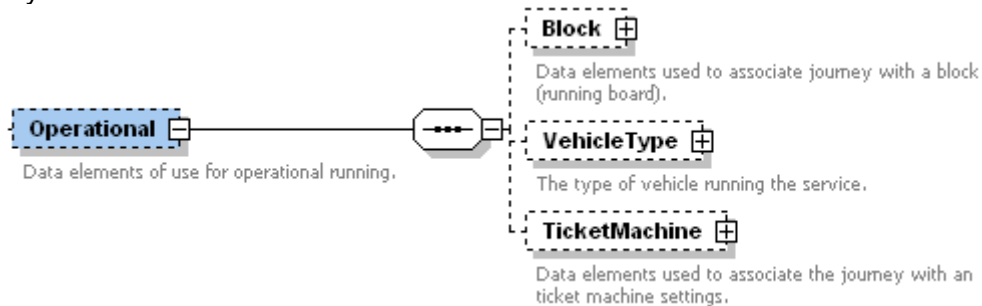 Block
Data elements used to associate journey with a block
(running board).
Operational
Data elements of use for operational running.
VehicleType
The type of vehicle running the service.
TicketMachine
Data elements used to associate the journey with an
ticket machine settings.